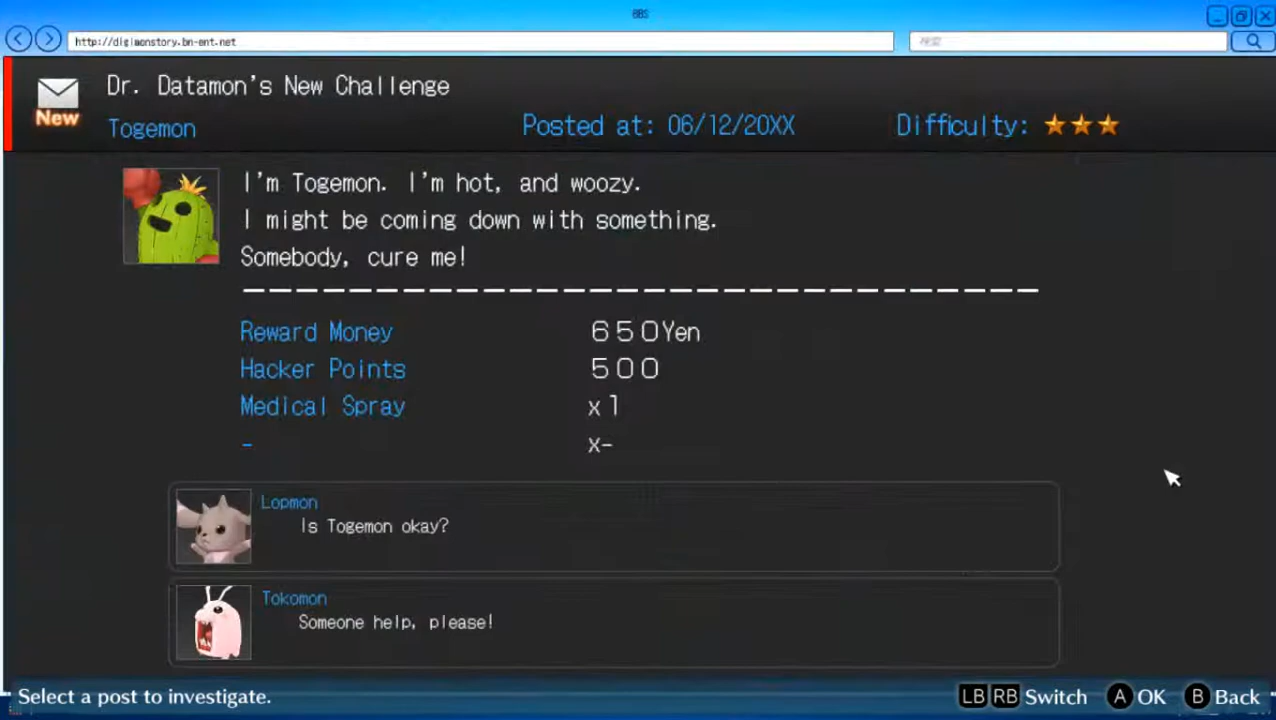 BBS
http://digimonstory.bn-ent.net
検索
Dr. Datamon's New Challenge
New
Togemon
Posted at: 06/12/20XX
Difficulty: ★★★
I'm Togemon. I'm hot, and woozy.
I might be coming down with something.
Somebody, cure me!
Reward Money 650Yen
Hacker Points 500
Medical Spray x1
- x-
Lopmon
Is Togemon okay?
Tokomon
Someone help, please!
Select a post to investigate.
LB RB Switch A OK B Back